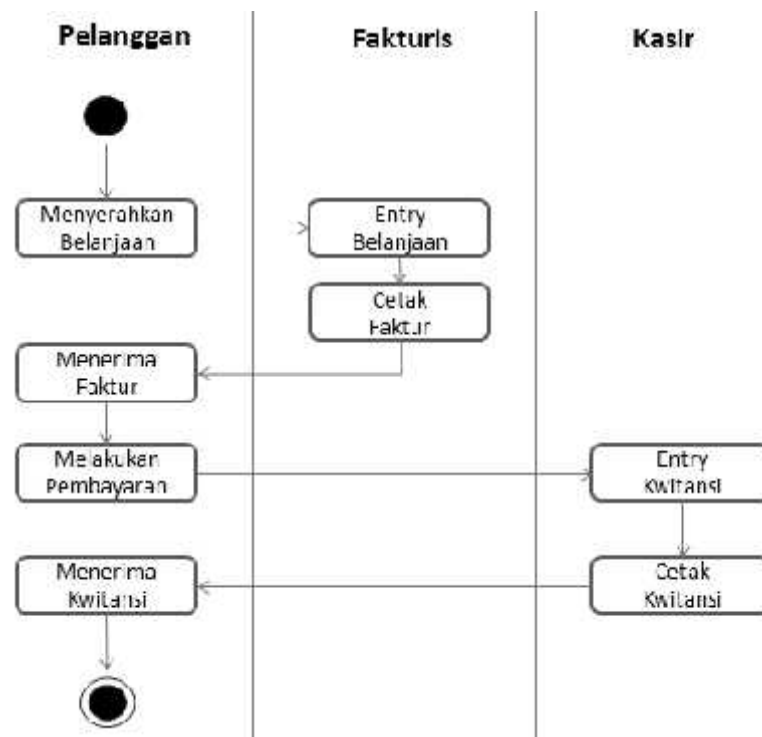 Pelanggan
Fakturis
Kasir
Menyerahkan
Belanjaan
Entry
Belanjaan
Cetak
Faktur
Menerima
Faktur
Melakukan
Pembayaran
Entry
Kwitansi
Menerima
Kwitansi
Cetak
Kwitansi